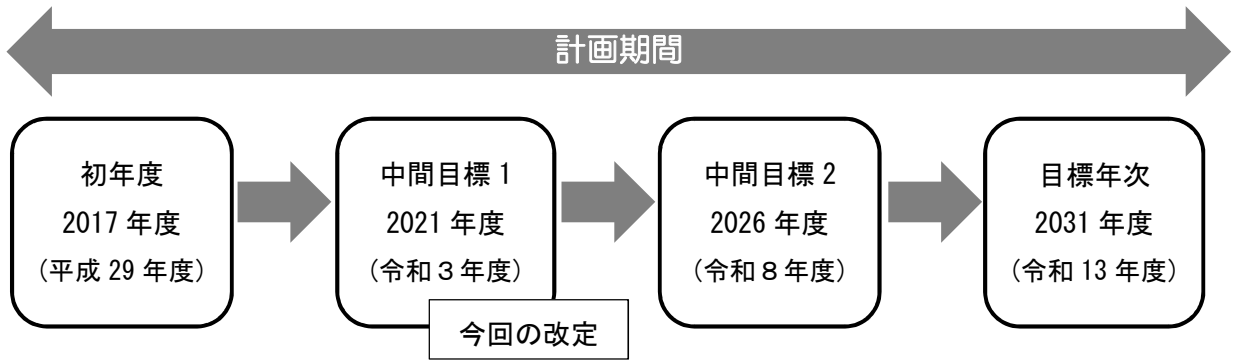 計画期間
初年度
2017 年度
(平成 29 年度)
中間目標 1
2021 年度
(令和３年度)
今回の改定
中間目標 2
2026 年度
(令和８年度)
目標年次
2031 年度
(令和 13 年度)